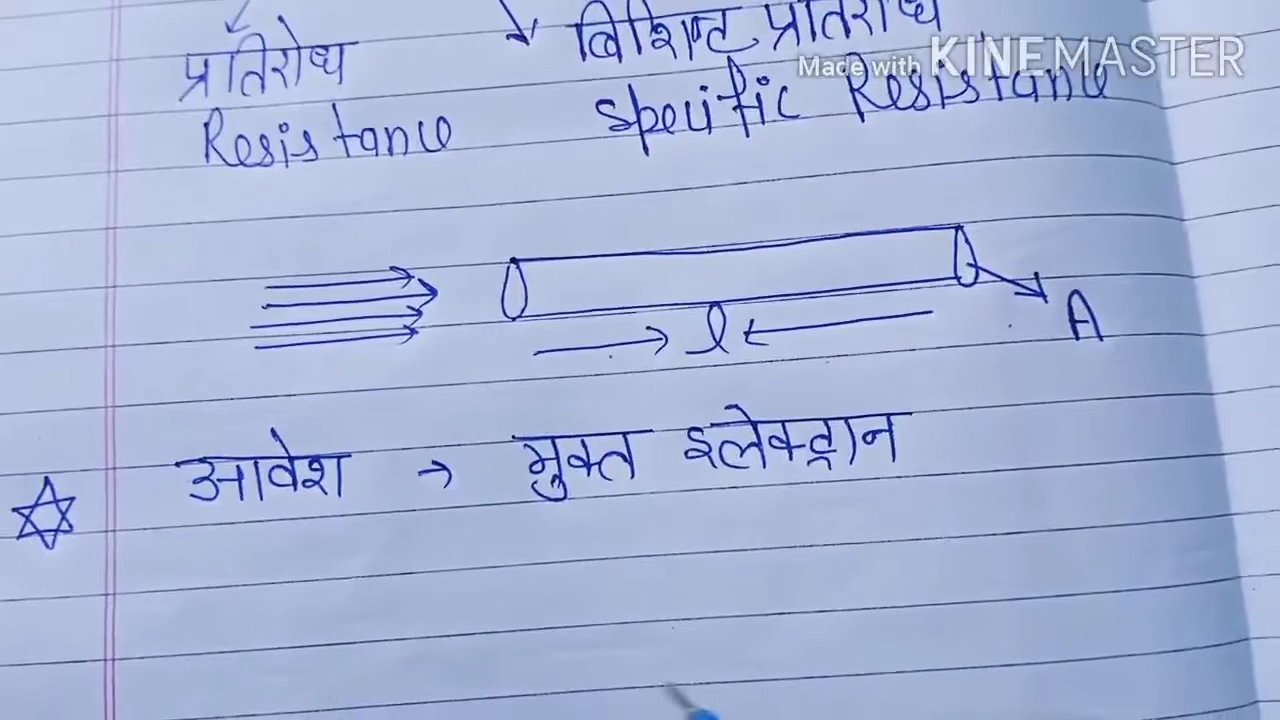 विशिष्ट प्रतिरोध
Made with KINEMASTER
प्रतिरोध
Resistance
Specific Resistance
l
A
आवेश → मुक्त इलेक्ट्रान